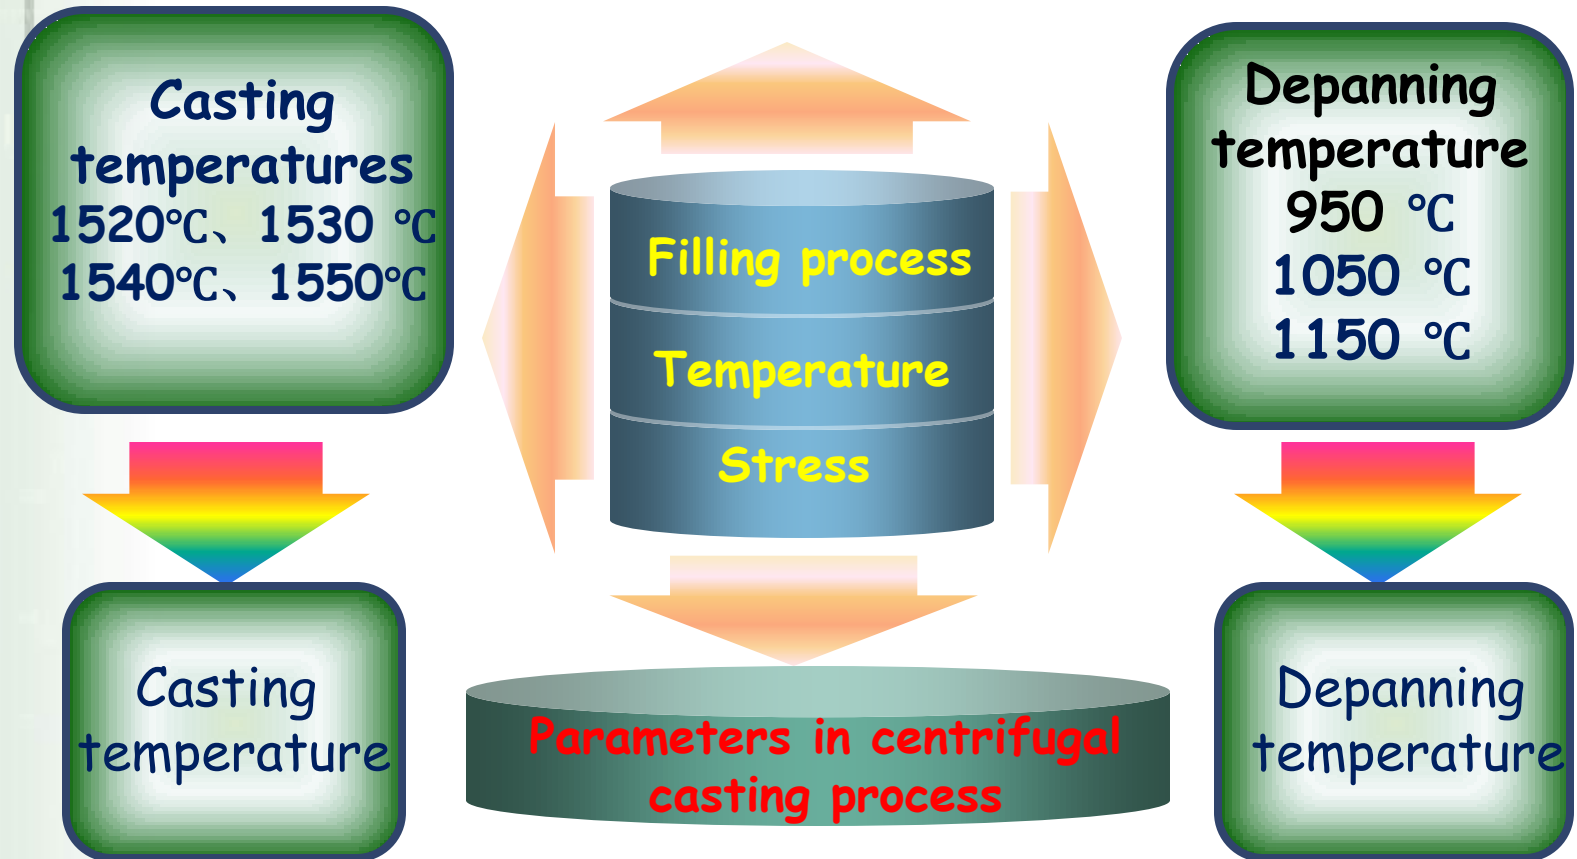 Casting
temperatures
1520℃、1530 ℃
1540℃、1550℃
Filling process
Temperature
Stress
Depanning
temperature
950 ℃
1050 ℃
1150 ℃
Casting
temperature
Parameters in centrifugal
casting process
Depanning
temperature